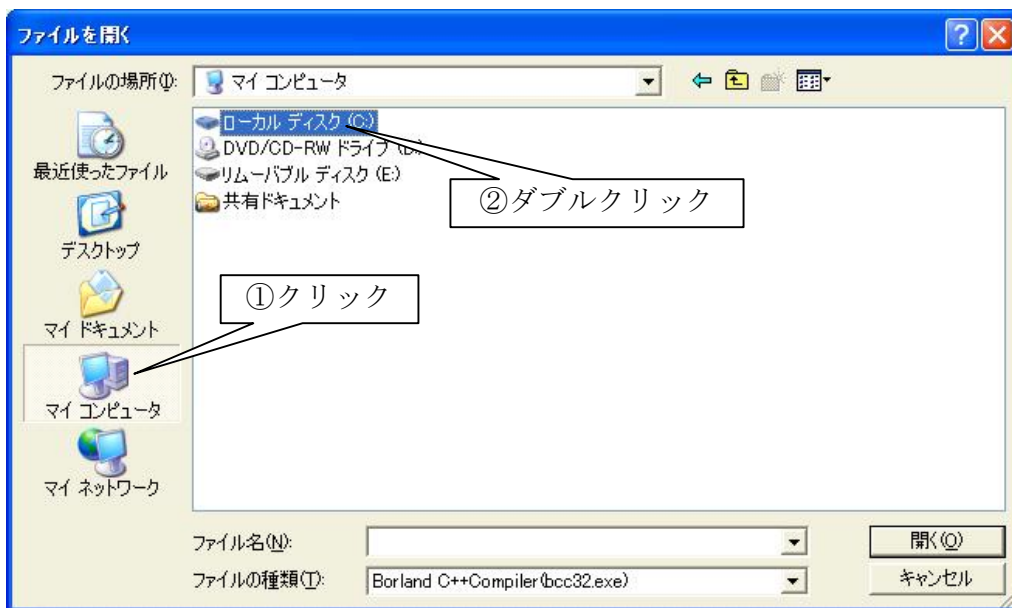 ファイルを開く
ファイルの場所(I):
マイ コンピュータ
最近使ったファイル
デスクトップ
マイ ドキュメント
マイ コンピュータ
マイ ネットワーク
ローカル ディスク (C:)
DVD/CD-RW ドライブ (D:)
リムーバブル ディスク (E:)
共有ドキュメント
②ダブルクリック
①クリック
ファイル名(N):
開く(O)
ファイルの種類(T):
Borland C++Compiler(bcc32.exe)
キャンセル